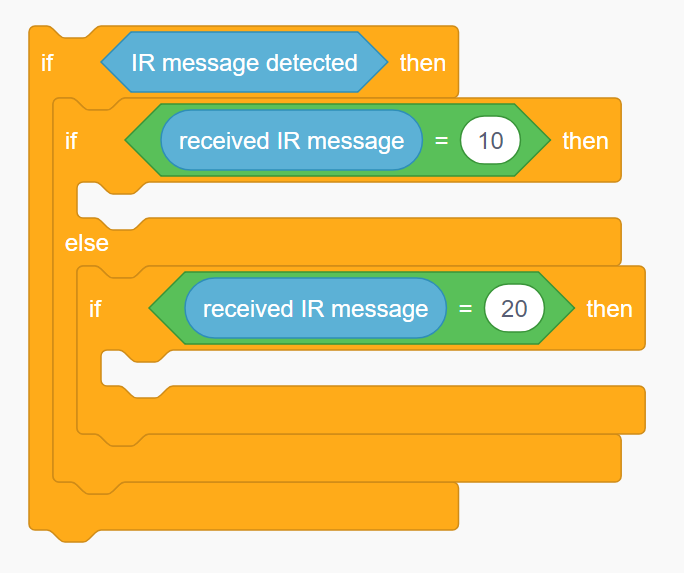 if IR message detected then
if received IR message = 10 then
else
if received IR message = 20 then